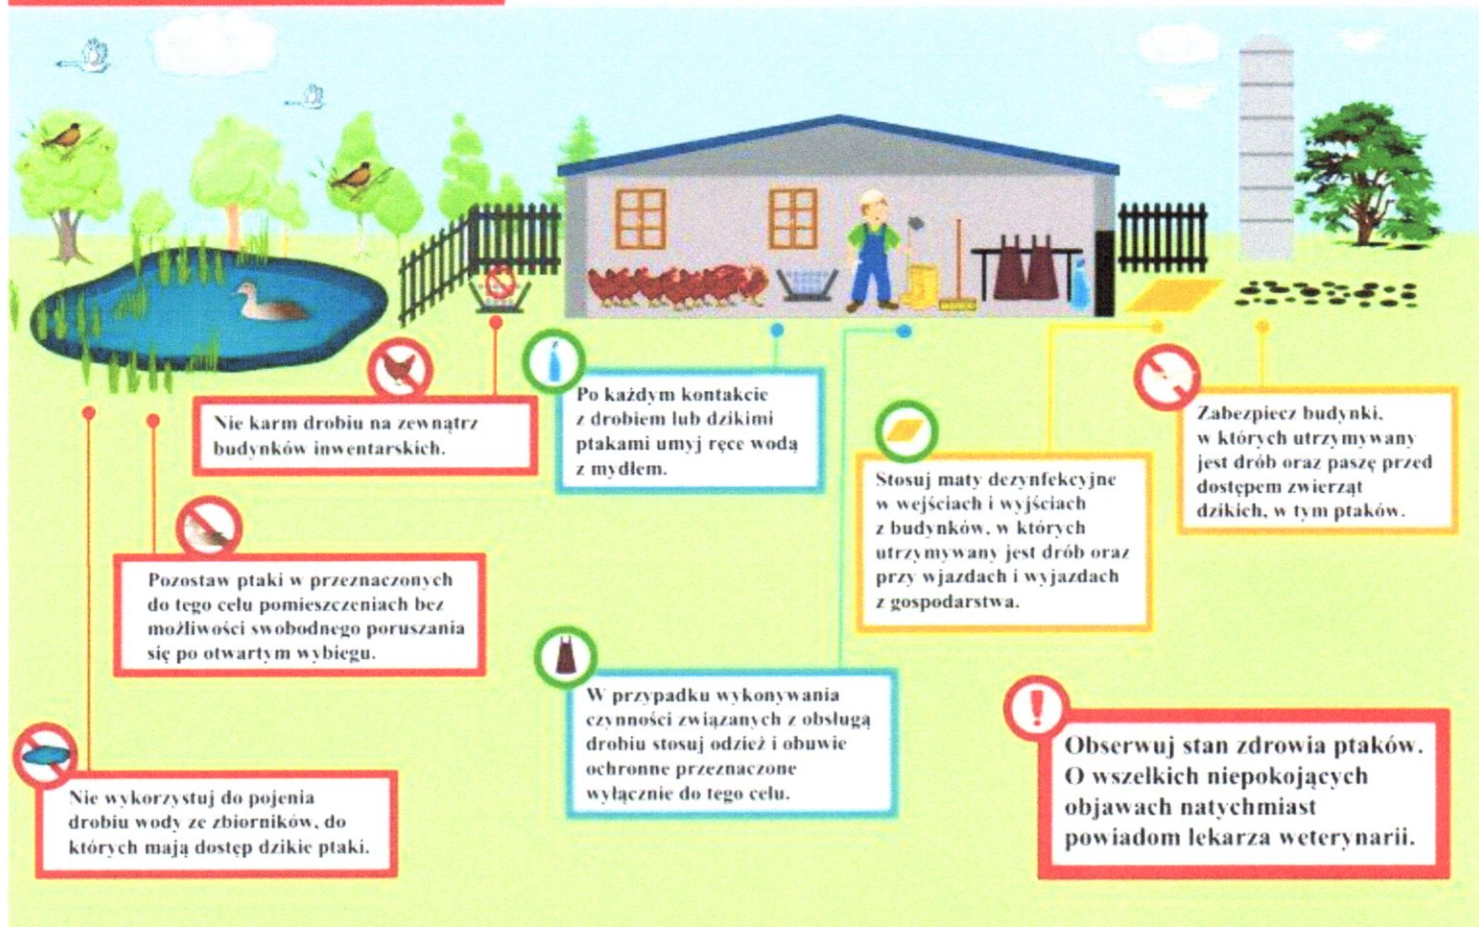 Nie karm drobiu na zewnątrz
budynków inwentarskich.
Po każdym kontakcie
z drobiem lub dzikimi
ptakami umyj ręce wodą
z mydłem.
Stosuj maty dezynfekcyjne
w wejściach i wyjściach
z budynków, w których
utrzymywany jest drób oraz
przy wjazdach i wyjazdach
z gospodarstwa.
Zabezpiecz budynki,
w których utrzymywany
jest drób oraz paszę przed
dostępem zwierząt
dzikich, w tym ptaków.
Pozostaw ptaki w przeznaczonych
do tego celu pomieszczeniach bez
możliwości swobodnego poruszania
się po otwartym wybiegu.
W przypadku wykonywania
czynności związanych z obsługą
drobiu stosuj odzież i obuwie
ochronne przeznaczone
wyłącznie do tego celu.
Nie wykorzystuj do pojenia
drobiu wody ze zbiorników, do
których mają dostęp dzikie ptaki.
Obserwuj stan zdrowia ptaków.
O wszelkich niepokojących
objawach natychmiast
powiadom lekarza weterynarii.